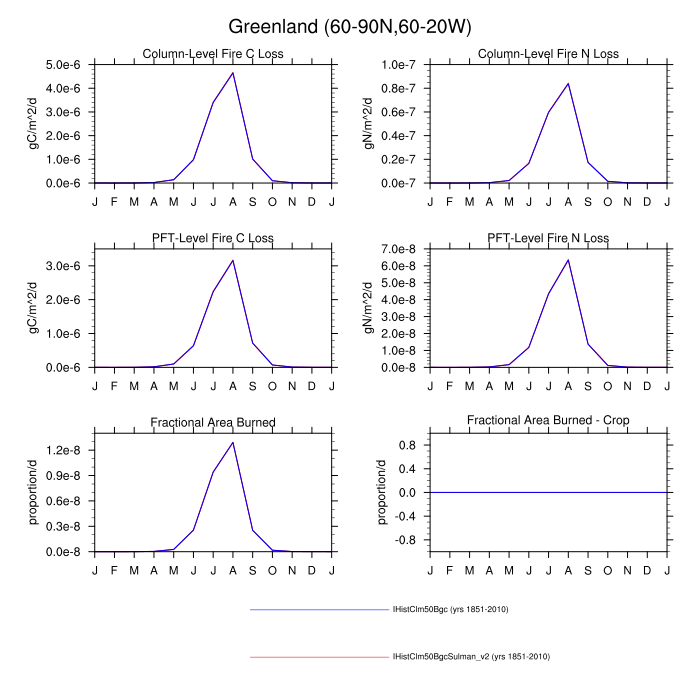 Greenland (60-90N,60-20W)
Column-Level Fire C Loss
gC/m^2/d
5.0e-6
4.0e-6
3.0e-6
2.0e-6
1.0e-6
0.0e-6
J F M A M J J A S O N D J
Column-Level Fire N Loss
gN/m^2/d
1.0e-7
0.8e-7
0.6e-7
0.4e-7
0.2e-7
0.0e-7
J F M A M J J A S O N D J
PFT-Level Fire C Loss
gC/m^2/d
3.0e-6
2.0e-6
1.0e-6
0.0e-6
J F M A M J J A S O N D J
PFT-Level Fire N Loss
gN/m^2/d
7.0e-8
6.0e-8
5.0e-8
4.0e-8
3.0e-8
2.0e-8
1.0e-8
0.0e-8
J F M A M J J A S O N D J
Fractional Area Burned
proportion/d
1.2e-8
0.9e-8
0.6e-8
0.3e-8
0.0e-8
J F M A M J J A S O N D J
Fractional Area Burned - Crop
proportion/d
0.8
0.4
0.0
-0.4
-0.8
J F M A M J J A S O N D J
IHistClm50Bgc (yrs 1851-2010)
IHistClm50BgcSulman_v2 (yrs 1851-2010)